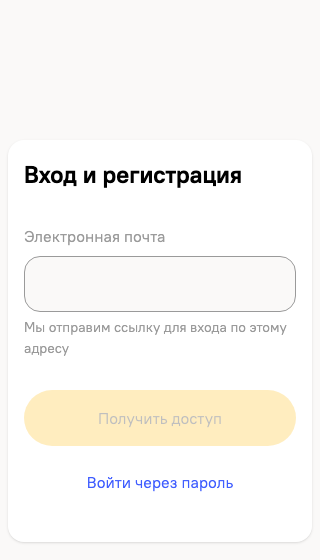 Вход и регистрация
Электронная почта
Мы отправим ссылку для входа по этому
адресу
Получить доступ
Войти через пароль